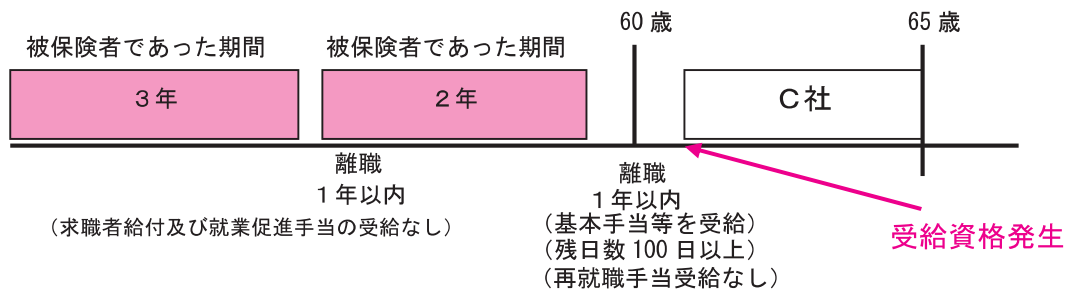 60歳
65歳
被保険者であった期間
被保険者であった期間
３年
２年
Ｃ社
離職
１年以内
（求職者給付及び就業促進手当の受給なし）
離職
１年以内
（基本手当等を受給）
（残日数100日以上）
（再就職手当受給なし）
受給資格発生